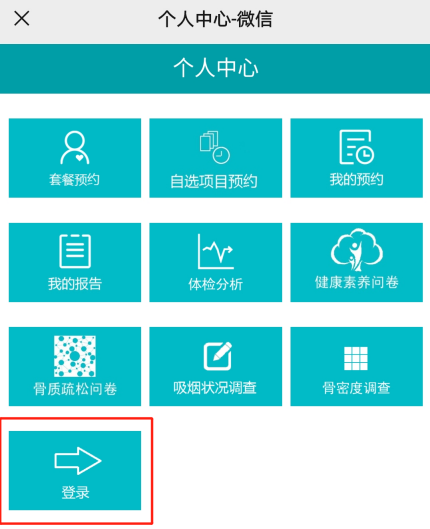 个人中心-微信
个人中心
套餐预约
自选项目预约
我的预约
我的报告
体检分析
健康素养问卷
骨质疏松问卷
吸烟状况调查
骨密度调查
登录